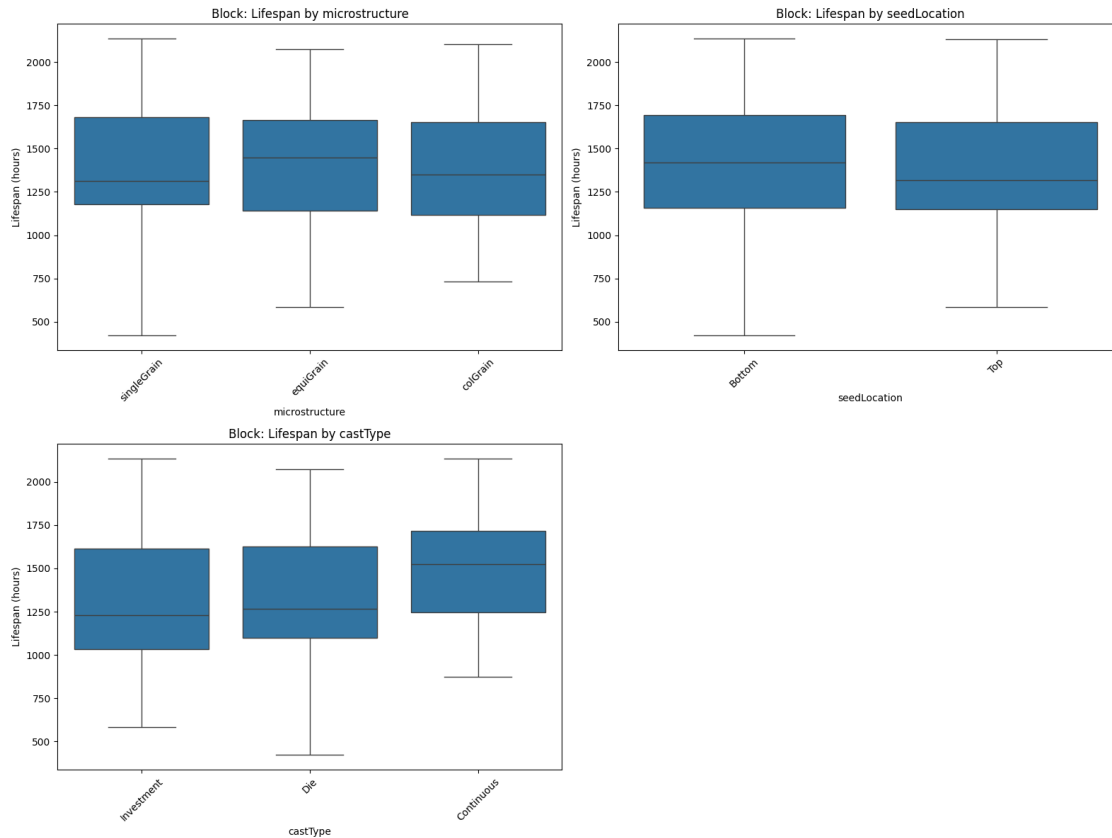 Block: Lifespan by microstructure
Lifespan (hours)
2000
1750
1500
1250
1000
750
500
singleGrain
equiGrain
colGrain
microstructure
Block: Lifespan by seedLocation
Lifespan (hours)
2000
1750
1500
1250
1000
750
500
Bottom
Top
seedLocation
Block: Lifespan by castType
Lifespan (hours)
2000
1750
1500
1250
1000
750
500
Investment
Die
Continuous
castType